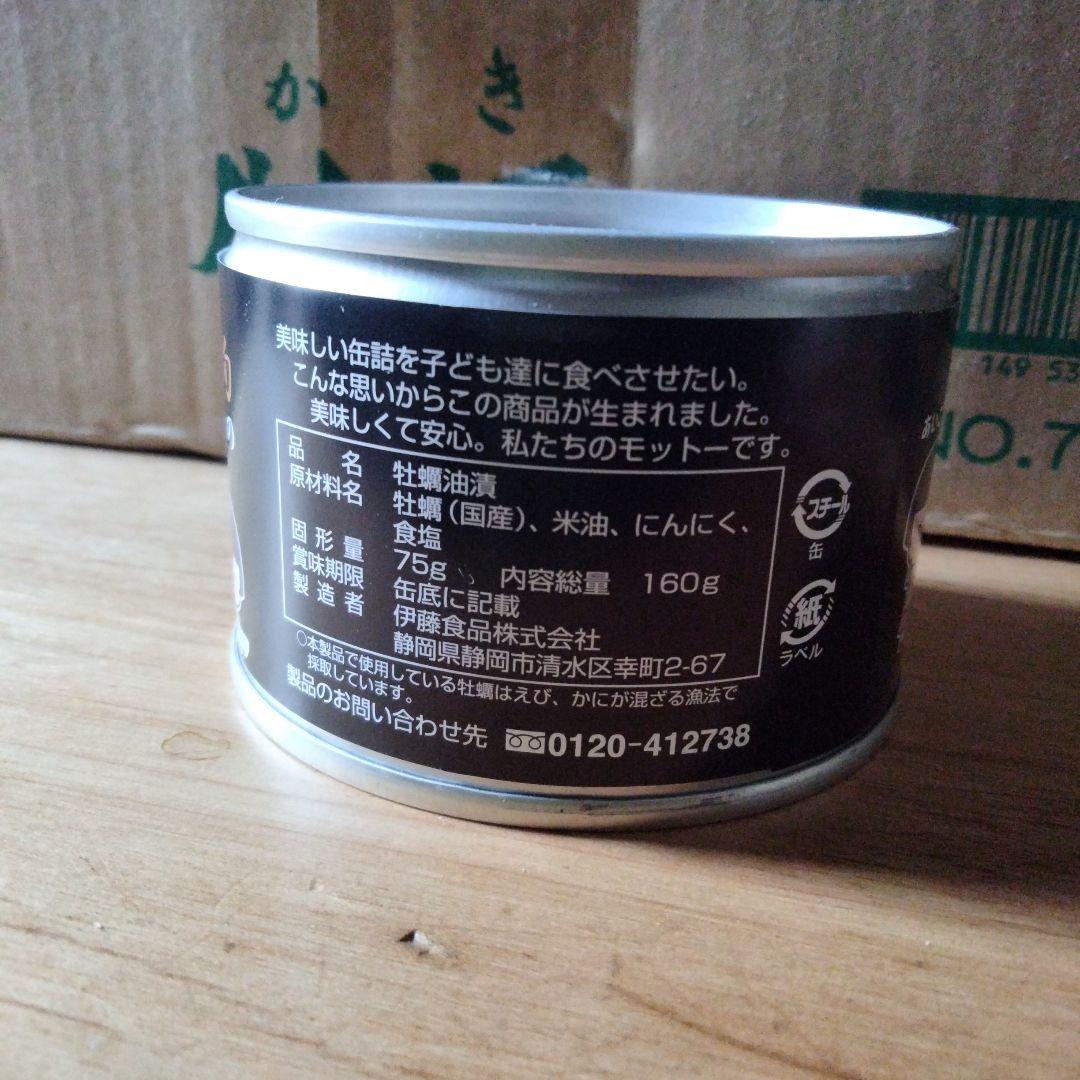 かき
149 53
NO.7
美味しい缶詰を子ども達に食べさせたい。
こんな思いからこの商品が生まれました。
美味しくて安心。私たちのモットーです。
品名 牡蠣油漬
原材料名 牡蠣（国産）、米油、にんにく、
食塩
固形量 75g 内容総量 160g
賞味期限 缶底に記載
製造者 伊藤食品株式会社
静岡県静岡市清水区幸町2-67
○本製品で使用している牡蠣はえび、かにが混ざる漁法で
採取しています。
製品のお問い合わせ先 0120-412738
スチール
缶
紙
ラベル